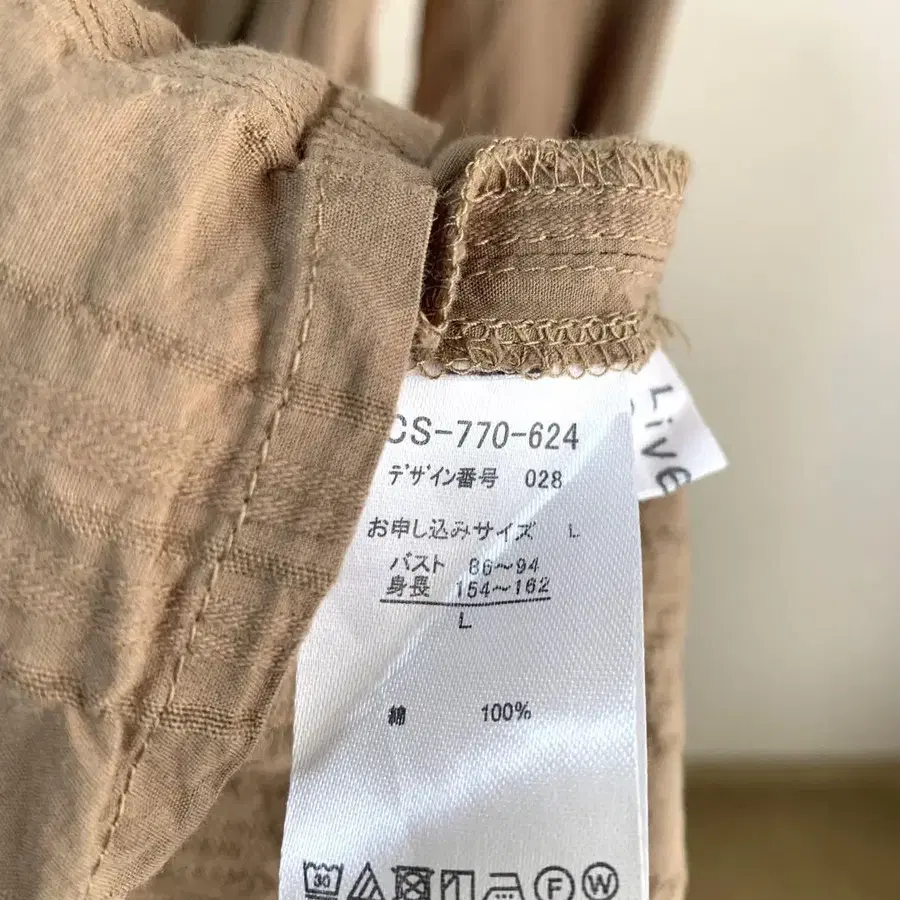 CS-770-624
デザイン番号 028
お申し込みサイズ L
バスト 86〜94
身長 154〜162
L
綿 100%
30
F W
Live